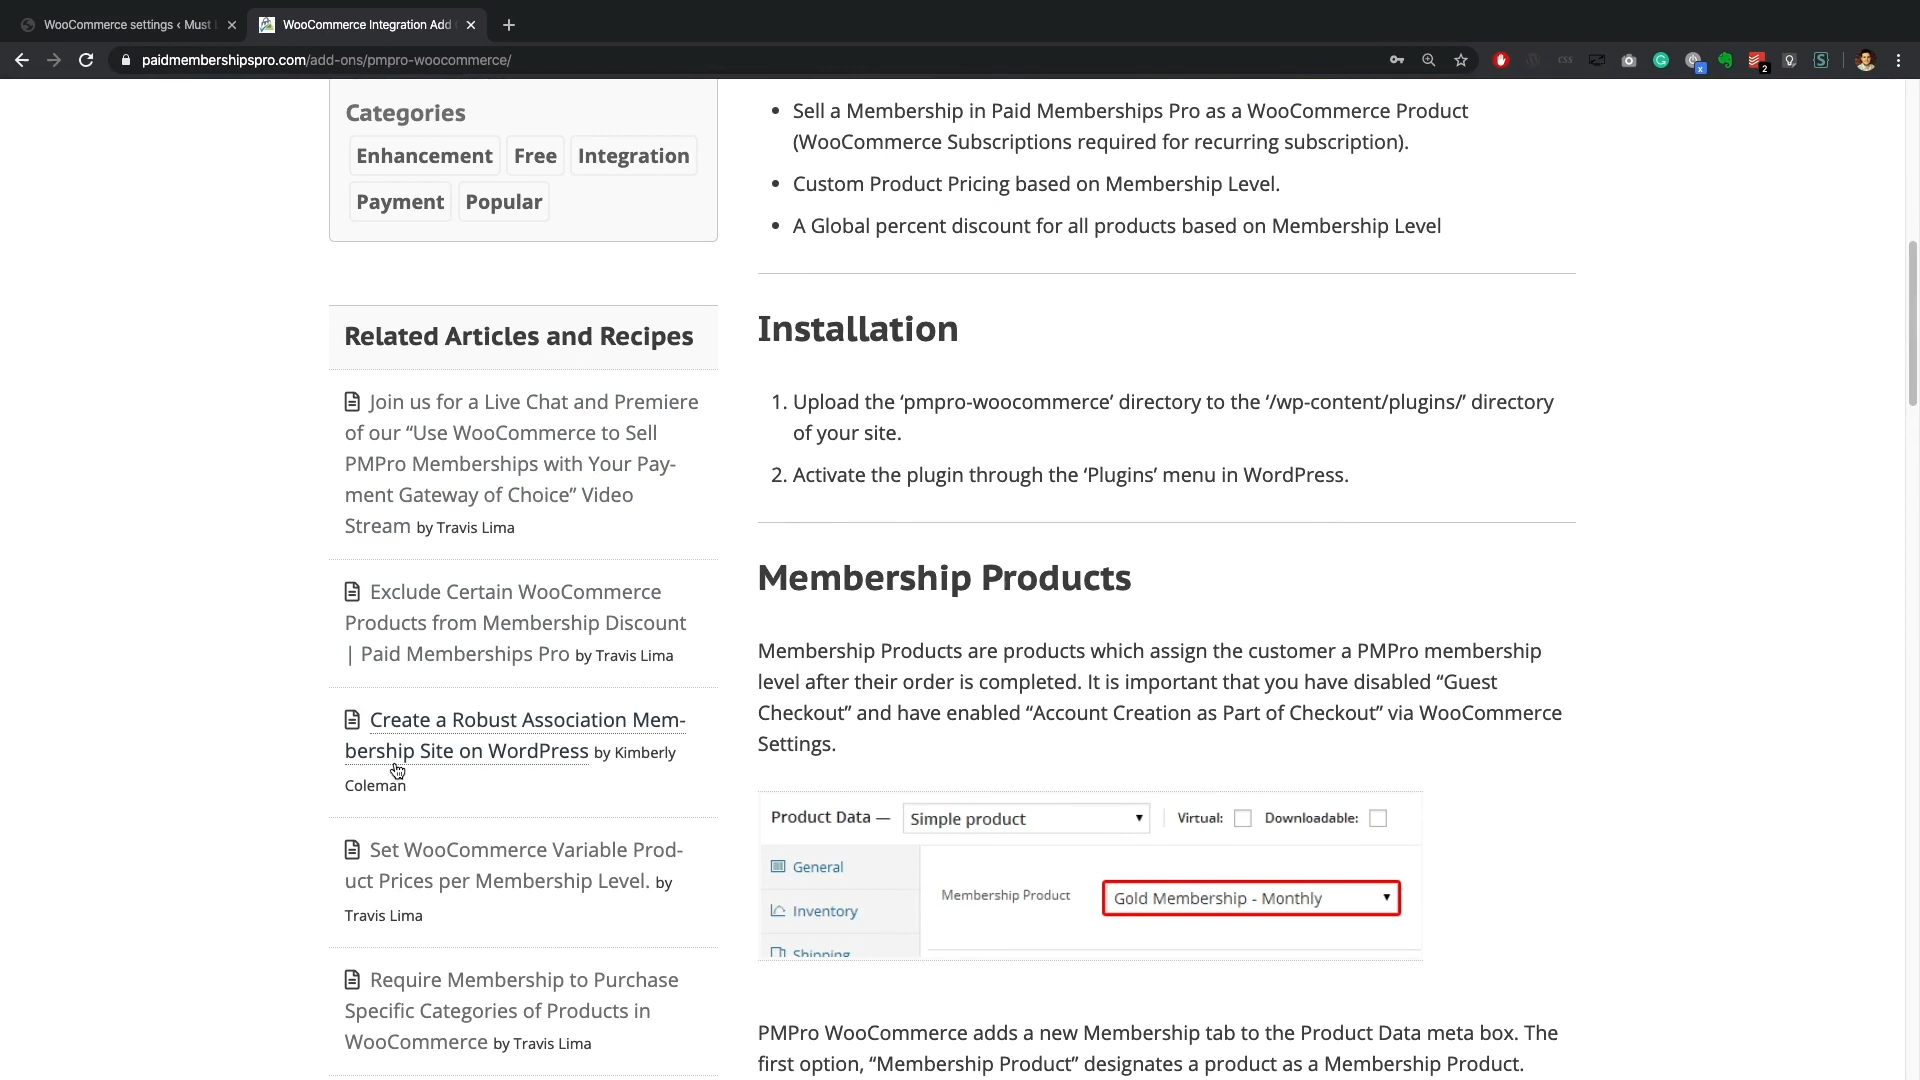 WooCommerce settings ‹ Must
WooCommerce Integration Add
paidmembershipspro.com/add-ons/pmpro-woocommerce/
2
Categories
Enhancement
Free
Integration
Payment
Popular
Related Articles and Recipes
Join us for a Live Chat and Premiere
of our “Use WooCommerce to Sell
PMPro Memberships with Your Pay-
ment Gateway of Choice” Video
Stream by Travis Lima
Exclude Certain WooCommerce
Products from Membership Discount
| Paid Memberships Pro by Travis Lima
Create a Robust Association Mem-
bership Site on WordPress by Kimberly
Coleman
Set WooCommerce Variable Prod-
uct Prices per Membership Level. by
Travis Lima
Require Membership to Purchase
Specific Categories of Products in
WooCommerce by Travis Lima
• Sell a Membership in Paid Memberships Pro as a WooCommerce Product
(WooCommerce Subscriptions required for recurring subscription).
• Custom Product Pricing based on Membership Level.
• A Global percent discount for all products based on Membership Level
Installation
1. Upload the ‘pmpro-woocommerce’ directory to the ‘/wp-content/plugins/’ directory
of your site.
2. Activate the plugin through the ‘Plugins’ menu in WordPress.
Membership Products
Membership Products are products which assign the customer a PMPro membership
level after their order is completed. It is important that you have disabled “Guest
Checkout” and have enabled “Account Creation as Part of Checkout” via WooCommerce
Settings.
Product Data — Simple product Virtual: Downloadable:
General
Inventory
Shipping
Membership Product Gold Membership - Monthly
PMPro WooCommerce adds a new Membership tab to the Product Data meta box. The
first option, “Membership Product” designates a product as a Membership Product.